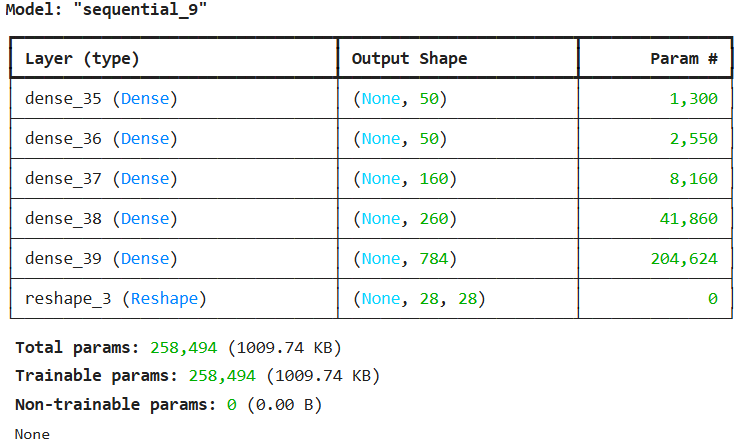 Model: "sequential_9"
Layer (type) Output Shape Param #
dense_35 (Dense) (None, 50) 1,300
dense_36 (Dense) (None, 50) 2,550
dense_37 (Dense) (None, 160) 8,160
dense_38 (Dense) (None, 260) 41,860
dense_39 (Dense) (None, 784) 204,624
reshape_3 (Reshape) (None, 28, 28) 0
Total params: 258,494 (1009.74 KB)
Trainable params: 258,494 (1009.74 KB)
Non-trainable params: 0 (0.00 B)
None